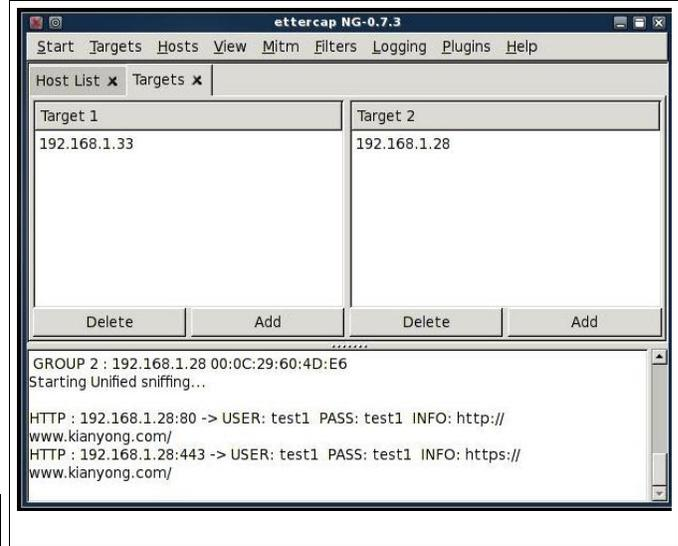 ettercap NG-0.7.3
Start Targets Hosts View Mitm Filters Logging Plugins Help
Host List x Targets x
Target 1 Target 2
192.168.1.33 192.168.1.28
Delete Add Delete Add
GROUP 2 : 192.168.1.28 00:0C:29:60:4D:E6
Starting Unified sniffing...
HTTP : 192.168.1.28:80 -> USER: test1 PASS: test1 INFO: http://
www.kianyong.com/
HTTP : 192.168.1.28:443 -> USER: test1 PASS: test1 INFO: https://
www.kianyong.com/